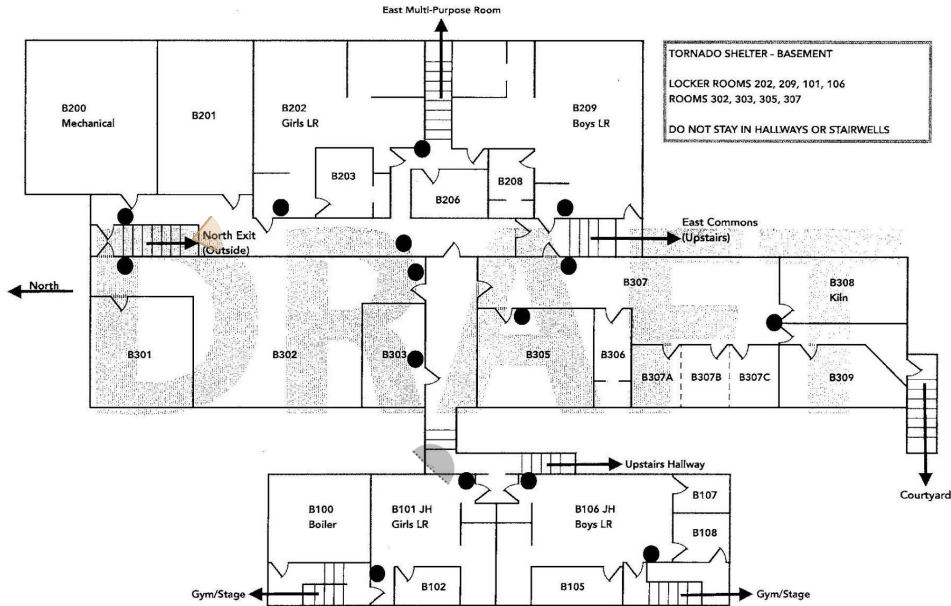 East Multi-Purpose Room
TORNADO SHELTER - BASEMENT
LOCKER ROOMS 202, 209, 101, 106
ROOMS 302, 303, 305, 307
DO NOT STAY IN HALLWAYS OR STAIRWELLS
B200
Mechanical
B201
B202
Girls LR
B203
B206
B208
B209
Boys LR
North Exit
(Outside)
East Commons
(Upstairs)
North
DRAFT
B301
B302
B303
B305
B306
B307
B307A
B307B
B307C
B308
Kiln
B309
Upstairs Hallway
Courtyard
B100
Boiler
B101 JH
Girls LR
B102
B106 JH
Boys LR
B105
B107
B108
Gym/Stage
Gym/Stage